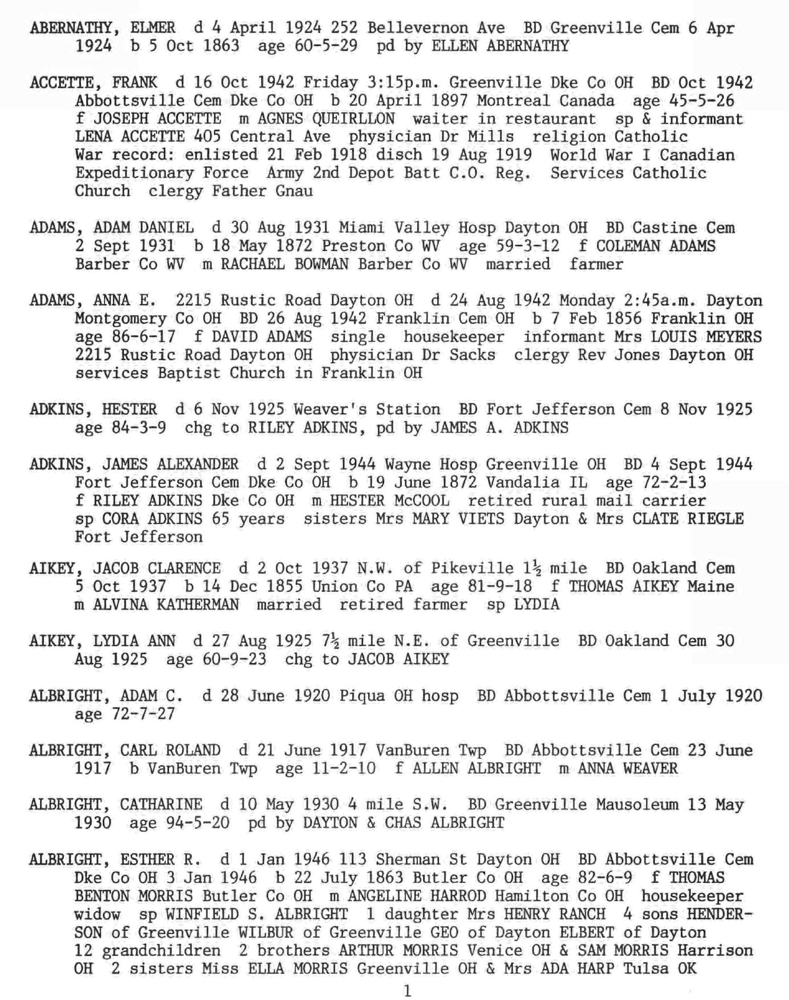 ABERNATHY, ELMER d 4 April 1924 252 Bellevernon Ave BD Greenville Cem 6 Apr
1924 b 5 Oct 1863 age 60-5-29 pd by ELLEN ABERNATHY
ACCETTE, FRANK d 16 Oct 1942 Friday 3:15p.m. Greenville Dke Co OH BD Oct 1942
Abbottsville Cem Dke Co OH b 20 April 1897 Montreal Canada age 45-5-26
f JOSEPH ACCETTE m AGNES QUEIRLLON waiter in restaurant sp & informant
LENA ACCETTE 405 Central Ave physician Dr Mills religion Catholic
War record: enlisted 21 Feb 1918 disch 19 Aug 1919 World War I Canadian
Expeditionary Force Army 2nd Depot Batt C.O. Reg. Services Catholic
Church clergy Father Gnau
ADAMS, ADAM DANIEL d 30 Aug 1931 Miami Valley Hosp Dayton OH BD Castine Cem
2 Sept 1931 b 18 May 1872 Preston Co WV age 59-3-12 f COLEMAN ADAMS
Barber Co WV m RACHAEL BOWMAN Barber Co WV married farmer
ADAMS, ANNA E. 2215 Rustic Road Dayton OH d 24 Aug 1942 Monday 2:45a.m. Dayton
Montgomery Co OH BD 26 Aug 1942 Franklin Cem OH b 7 Feb 1856 Franklin OH
age 86-6-17 f DAVID ADAMS single housekeeper informant Mrs LOUIS MEYERS
2215 Rustic Road Dayton OH physician Dr Sacks clergy Rev Jones Dayton OH
services Baptist Church in Franklin OH
ADKINS, HESTER d 6 Nov 1925 Weaver's Station BD Fort Jefferson Cem 8 Nov 1925
age 84-3-9 chg to RILEY ADKINS, pd by JAMES A. ADKINS
ADKINS, JAMES ALEXANDER d 2 Sept 1944 Wayne Hosp Greenville OH BD 4 Sept 1944
Fort Jefferson Cem Dke Co OH b 19 June 1872 Vandalia IL age 72-2-13
f RILEY ADKINS Dke Co OH m HESTER McCOOL retired rural mail carrier
sp CORA ADKINS 65 years sisters Mrs MARY VIETS Dayton & Mrs CLATE RIEGLE
Fort Jefferson
AIKEY, JACOB CLARENCE d 2 Oct 1937 N.W. of Pikeville 1½ mile BD Oakland Cem
5 Oct 1937 b 14 Dec 1855 Union Co PA age 81-9-18 f THOMAS AIKEY Maine
m ALVINA KATHERMAN married retired farmer sp LYDIA
AIKEY, LYDIA ANN d 27 Aug 1925 7½ mile N.E. of Greenville BD Oakland Cem 30
Aug 1925 age 60-9-23 chg to JACOB AIKEY
ALBRIGHT, ADAM C. d 28 June 1920 Piqua OH hosp BD Abbottsville Cem 1 July 1920
age 72-7-27
ALBRIGHT, CARL ROLAND d 21 June 1917 VanBuren Twp BD Abbottsville Cem 23 June
1917 b VanBuren Twp age 11-2-10 f ALLEN ALBRIGHT m ANNA WEAVER
ALBRIGHT, CATHARINE d 10 May 1930 4 mile S.W. BD Greenville Mausoleum 13 May
1930 age 94-5-20 pd by DAYTON & CHAS ALBRIGHT
ALBRIGHT, ESTHER R. d 1 Jan 1946 113 Sherman St Dayton OH BD Abbottsville Cem
Dke Co OH 3 Jan 1946 b 22 July 1863 Butler Co OH age 82-6-9 f THOMAS
BENTON MORRIS Butler Co OH m ANGELINE HARROD Hamilton Co OH housekeeper
widow sp WINFIELD S. ALBRIGHT 1 daughter Mrs HENRY RANCH 4 sons HENDER-
SON of Greenville WILBUR of Greenville GEO of Dayton ELBERT of Dayton
12 grandchildren 2 brothers ARTHUR MORRIS Venice OH & SAM MORRIS Harrison
OH 2 sisters Miss ELLA MORRIS Greenville OH & Mrs ADA HARP Tulsa OK
1